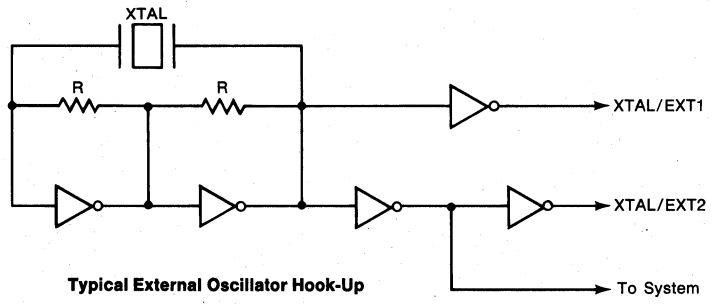 XTAL
R
R
XTAL/EXT1
XTAL/EXT2
To System
Typical External Oscillator Hook-Up